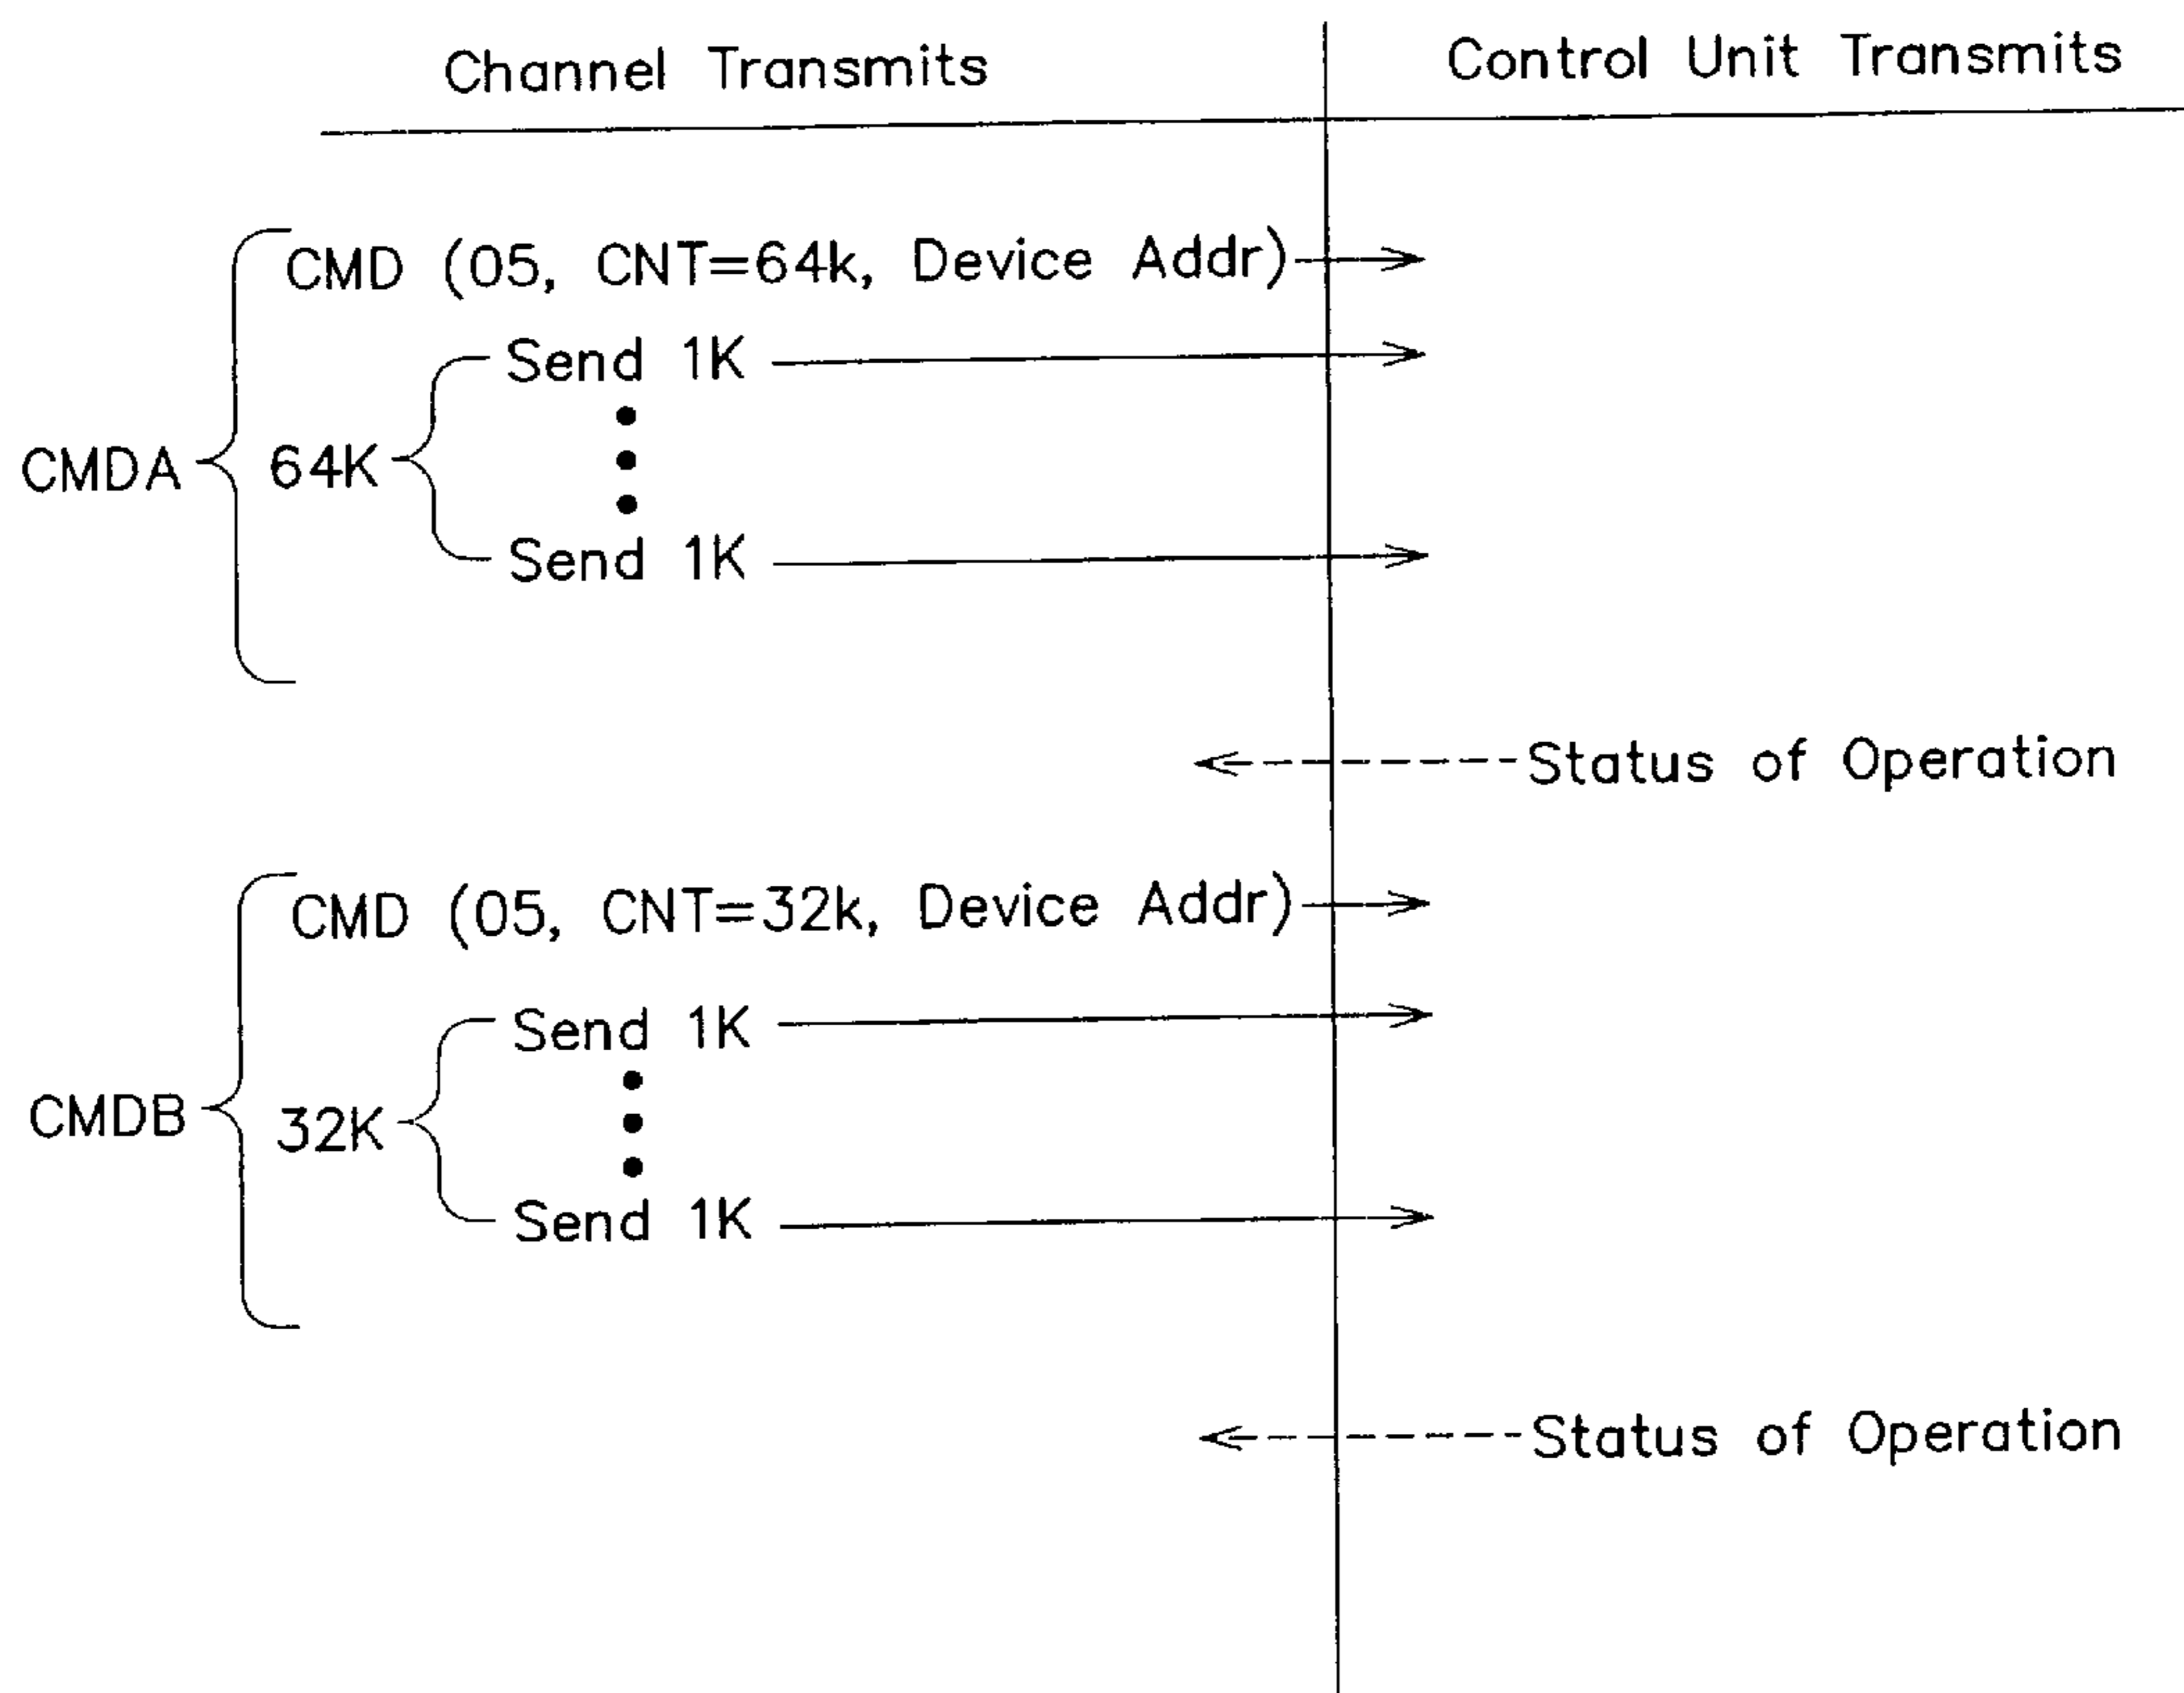 Channel Transmits
Control Unit Transmits
CMD (05, CNT=64k, Device Addr)
Send 1K
CMDA
64K
Send 1K
Status of Operation
CMD (05, CNT=32k, Device Addr)
Send 1K
CMDB
32K
Send 1K
Status of Operation